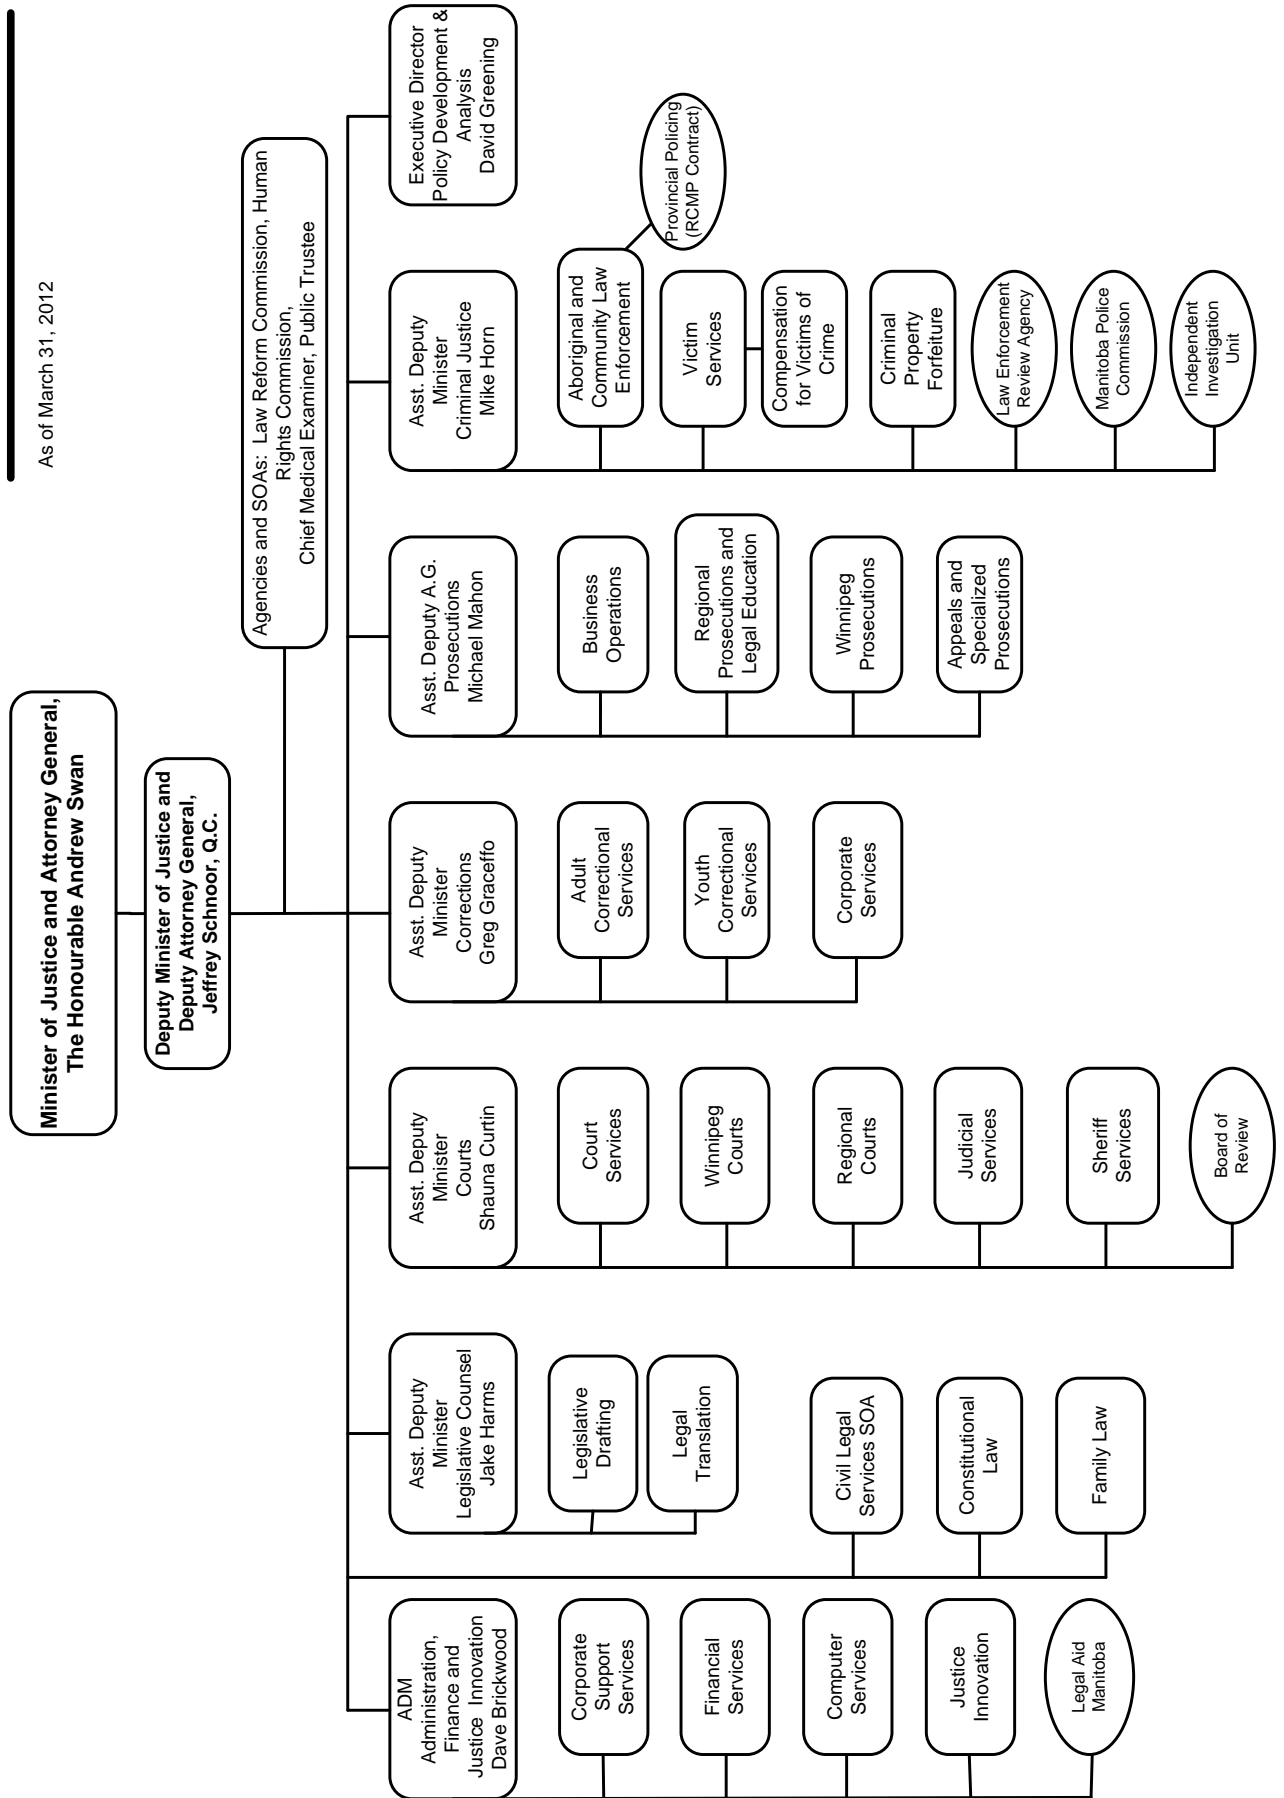 As of March 31, 2012
Minister of Justice and Attorney General,
The Honourable Andrew Swan
Deputy Minister of Justice and
Deputy Attorney General,
Jeffrey Schnoor, Q.C.
Agencies and SOAs: Law Reform Commission, Human
Rights Commission,
Chief Medical Examiner, Public Trustee
ADM
Administration,
Finance and
Justice Innovation
Dave Brickwood
Corporate
Support
Services
Financial
Services
Computer
Services
Justice
Innovation
Legal Aid
Manitoba
Asst. Deputy
Minister
Legislative Counsel
Jake Harms
Legislative
Drafting
Legal
Translation
Civil Legal
Services SOA
Constitutional
Law
Family Law
Asst. Deputy
Minister
Courts
Shauna Curtin
Court
Services
Winnipeg
Courts
Regional
Courts
Judicial
Services
Sheriff
Services
Board of
Review
Asst. Deputy
Minister
Corrections
Greg Graceffo
Adult
Correctional
Services
Youth
Correctional
Services
Corporate
Services
Asst. Deputy A.G.
Prosecutions
Michael Mahon
Business
Operations
Regional
Prosecutions and
Legal Education
Winnipeg
Prosecutions
Appeals and
Specialized
Prosecutions
Asst. Deputy
Minister
Criminal Justice
Mike Horn
Aboriginal and
Community Law
Enforcement
Provincial Policing
(RCMP Contract)
Victim
Services
Compensation
for Victims of
Crime
Criminal
Property
Forfeiture
Law Enforcement
Review Agency
Manitoba Police
Commission
Independent
Investigation
Unit
Executive Director
Policy Development &
Analysis
David Greening